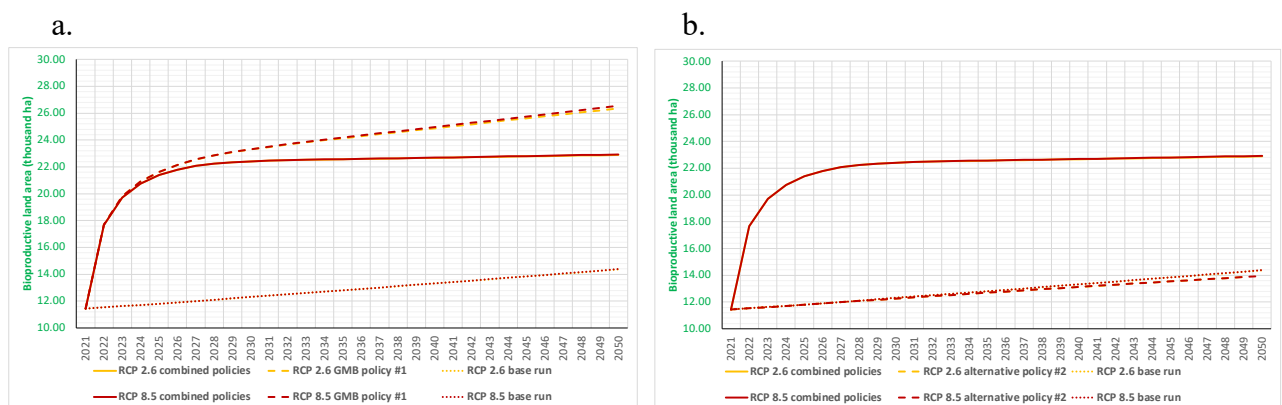 a.
30.00
28.00
26.00
24.00
22.00
20.00
18.00
16.00
14.00
12.00
10.00
Bioproductive land area (thousand ha)
2021 2022 2023 2024 2025 2026 2027 2028 2029 2030 2031 2032 2033 2034 2035 2036 2037 2038 2039 2040 2041 2042 2043 2044 2045 2046 2047 2048 2049 2050
RCP 2.6 combined policies RCP 2.6 GMB policy #1 RCP 2.6 base run
RCP 8.5 combined policies RCP 8.5 GMB policy #1 RCP 8.5 base run
b.
30.00
28.00
26.00
24.00
22.00
20.00
18.00
16.00
14.00
12.00
10.00
Bioproductive land area (thousand ha)
2021 2022 2023 2024 2025 2026 2027 2028 2029 2030 2031 2032 2033 2034 2035 2036 2037 2038 2039 2040 2041 2042 2043 2044 2045 2046 2047 2048 2049 2050
RCP 2.6 combined policies RCP 2.6 alternative policy #2 RCP 2.6 base run
RCP 8.5 combined policies RCP 8.5 alternative policy #2 RCP 8.5 base run